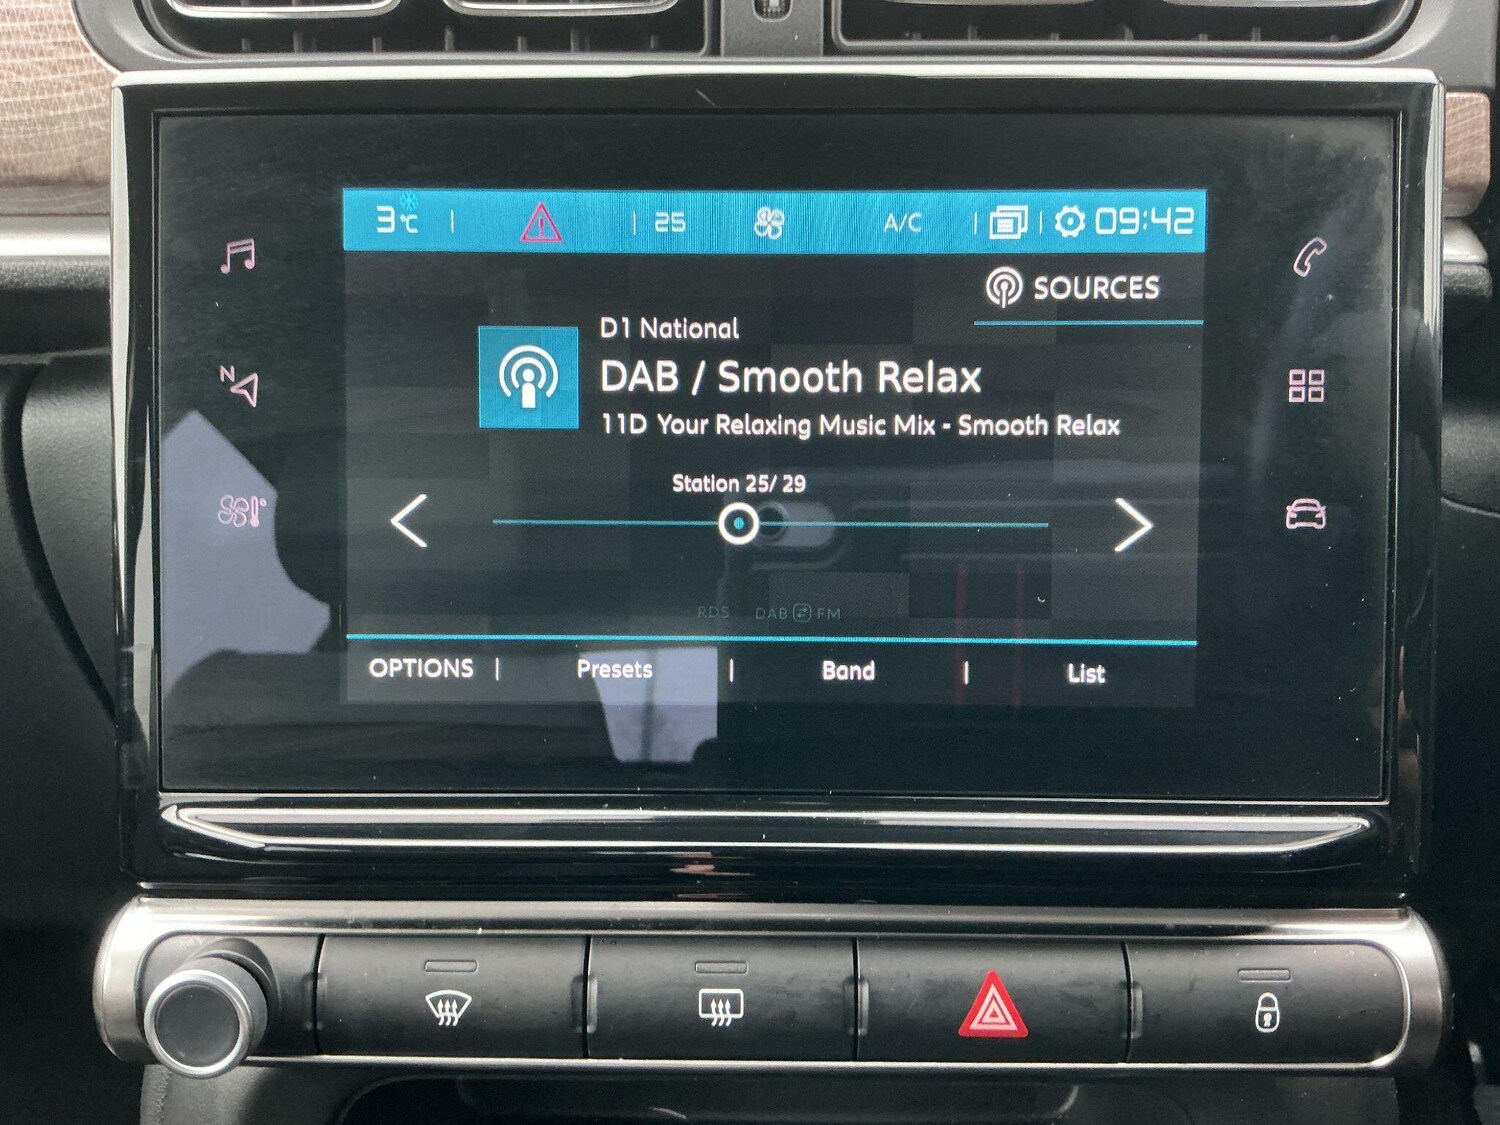 3°C | | 25 A/C | | 09:42
SOURCES
D1 National
DAB / Smooth Relax
11D Your Relaxing Music Mix - Smooth Relax
Station 25/ 29
RDS DAB FM
OPTIONS | Presets | Band | List
N